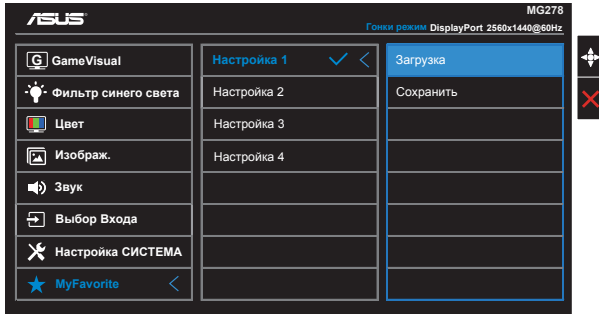 ASUS
MG278
Гонки режим DisplayPort 2560x1440@60Hz
GameVisual
Фильтр синего света
Цвет
Изображ.
Звук
Выбор Входа
Настройка СИСТЕМА
MyFavorite
Настройка 1
Настройка 2
Настройка 3
Настройка 4
Загрузка
Сохранить